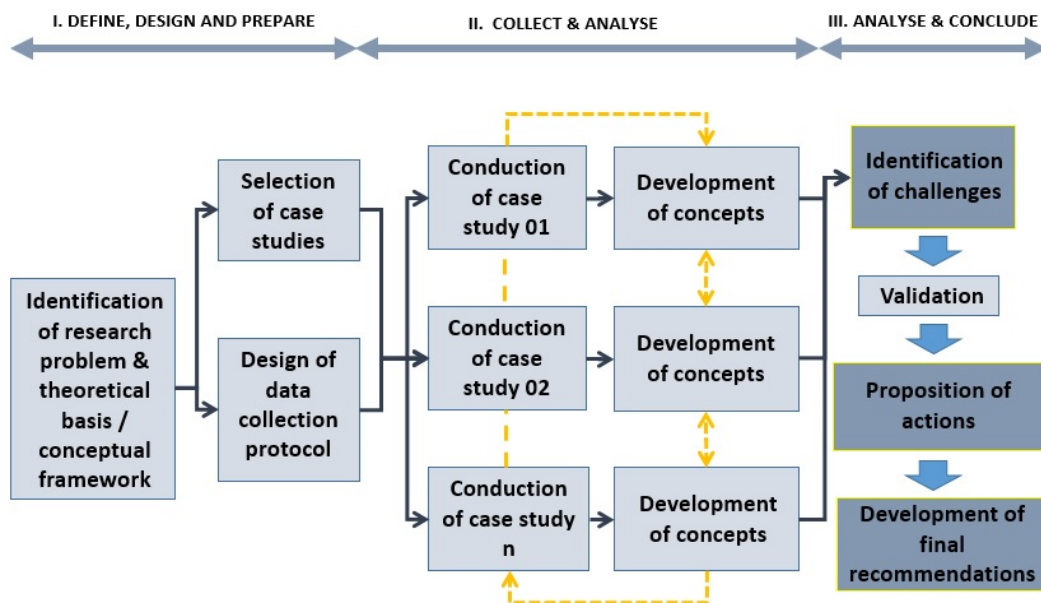 I. DEFINE, DESIGN AND PREPARE
II. COLLECT & ANALYSE
III. ANALYSE & CONCLUDE
Identification
of research
problem &
theoretical
basis /
conceptual
framework
Selection
of case
studies
Design of
data
collection
protocol
Conduction
of case
study 01
Development
of concepts
Conduction
of case
study 02
Development
of concepts
Conduction
of case study
n
Development
of concepts
Identification
of challenges
Validation
Proposition of
actions
Development of
final
recommendations